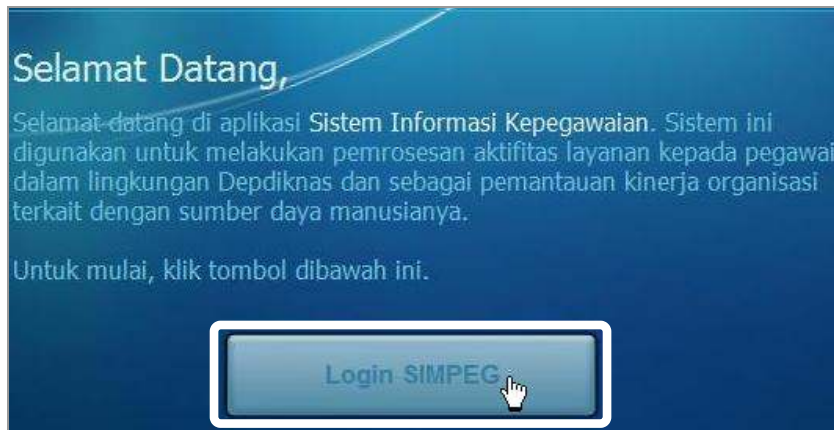 Selamat Datang,
Selamat datang di aplikasi Sistem Informasi Kepegawaian. Sistem ini
digunakan untuk melakukan pemrosesan aktifitas layanan kepada pegawai
dalam lingkungan Depdiknas dan sebagai pemantauan kinerja organisasi
terkait dengan sumber daya manusianya.
Untuk mulai, klik tombol dibawah ini.
Login SIMPEG